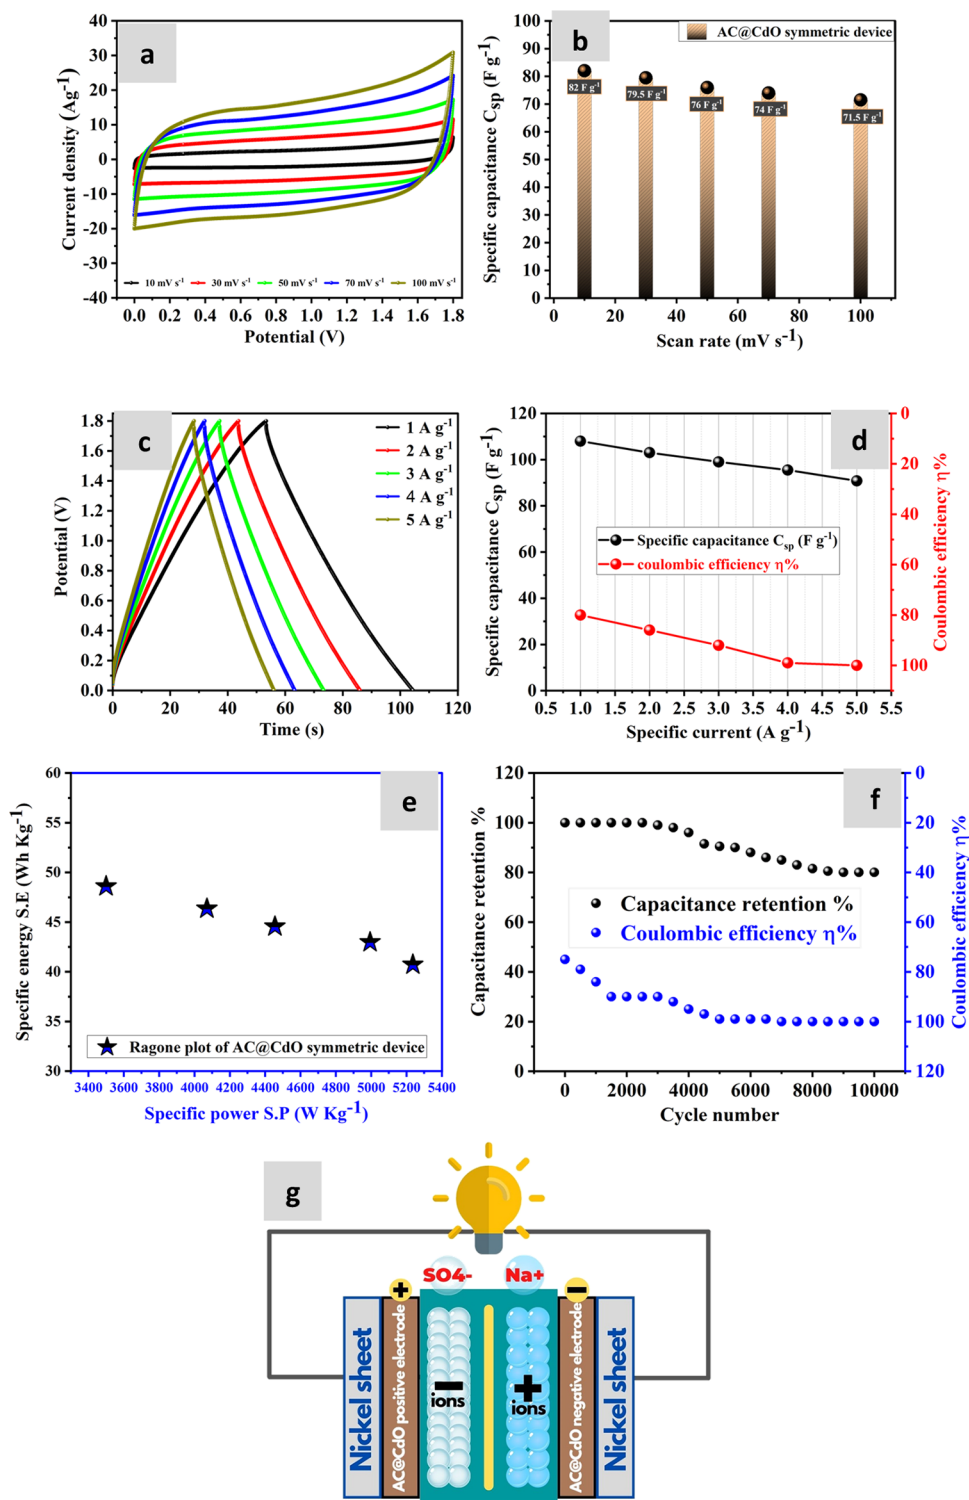 a
Current density (Ag-1)
40
30
20
10
0
-10
-20
-30
-40
10 mV s-1
30 mV s-1
50 mV s-1
70 mV s-1
100 mV s-1
0.0 0.2 0.4 0.6 0.8 1.0 1.2 1.4 1.6 1.8
Potential (V)
b
AC@CdO symmetric device
Specific capacitance CSP (F g-1)
100
90
80
70
60
50
40
30
20
10
0
82 F g-1
79.5 F g-1
76 F g-1
74 F g-1
71.5 F g-1
0 20 40 60 80 100
Scan rate (mV s-1)
c
Potential (V)
1.8
1.6
1.4
1.2
1.0
0.8
0.6
0.4
0.2
0.0
1 A g-1
2 A g-1
3 A g-1
4 A g-1
5 A g-1
0 20 40 60 80 100 120
Time (s)
d
Specific capacitance CSP (F g-1)
120
100
80
60
40
20
0
Specific capacitance Csp (F g-1)
coulombic efficiency η%
0
20
40
60
80
100
Coulombic efficiency η%
0.5 1.0 1.5 2.0 2.5 3.0 3.5 4.0 4.5 5.0 5.5
Specific current (A g-1)
e
Specific energy S.E (Wh Kg-1)
60
55
50
45
40
35
30
Ragone plot of AC@CdO symmetric device
3400 3600 3800 4000 4200 4400 4600 4800 5000 5200 5400
Specific power S.P (W Kg-1)
f
Capacitance retention %
120
100
80
60
40
20
0
Capacitance retention %
Coulombic efficiency η%
0
20
40
60
80
100
120
Coulombic efficiency η%
0 2000 4000 6000 8000 10000
Cycle number
g
SO4-
Na+
+
−
Nickel sheet
AC@CdO positive electrode
−
ions
+
ions
AC@CdO negative electrode
Nickel sheet